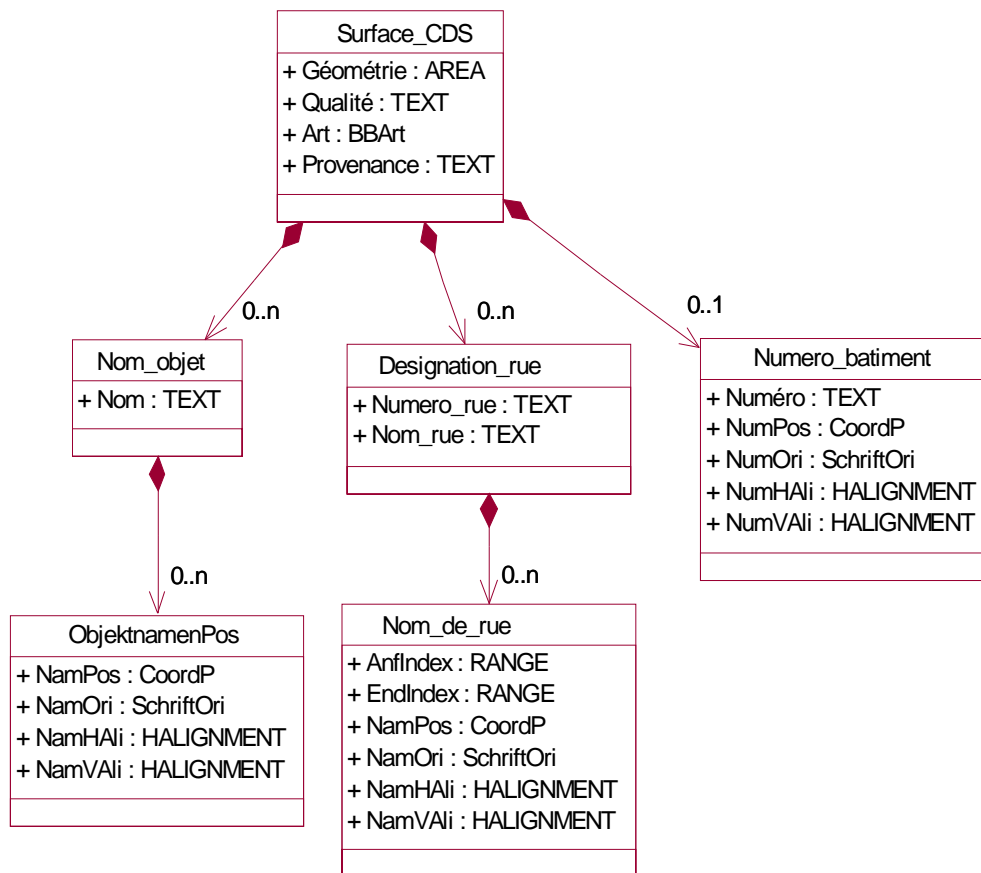 Surface_CDS
+ Géométrie : AREA
+ Qualité : TEXT
+ Art : BBArt
+ Provenance : TEXT
0..n
0..n
0..1
Nom_objet
+ Nom : TEXT
Designation_rue
+ Numero_rue : TEXT
+ Nom_rue : TEXT
Numero_batiment
+ Numéro : TEXT
+ NumPos : CoordP
+ NumOri : SchriftOri
+ NumHAli : HALIGNMENT
+ NumVAli : HALIGNMENT
0..n
0..n
ObjektnamenPos
+ NamPos : CoordP
+ NamOri : SchriftOri
+ NamHAli : HALIGNMENT
+ NamVAli : HALIGNMENT
Nom_de_rue
+ AnfIndex : RANGE
+ EndIndex : RANGE
+ NamPos : CoordP
+ NamOri : SchriftOri
+ NamHAli : HALIGNMENT
+ NamVAli : HALIGNMENT